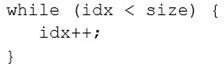 while (idx < size) {
   idx++;
}